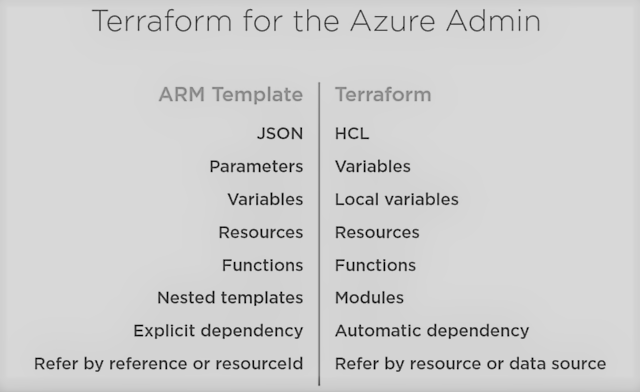 Terraform for the Azure Admin
ARM Template Terraform
JSON HCL
Parameters Variables
Variables Local variables
Resources Resources
Functions Functions
Nested templates Modules
Explicit dependency Automatic dependency
Refer by reference or resourceId Refer by resource or data source